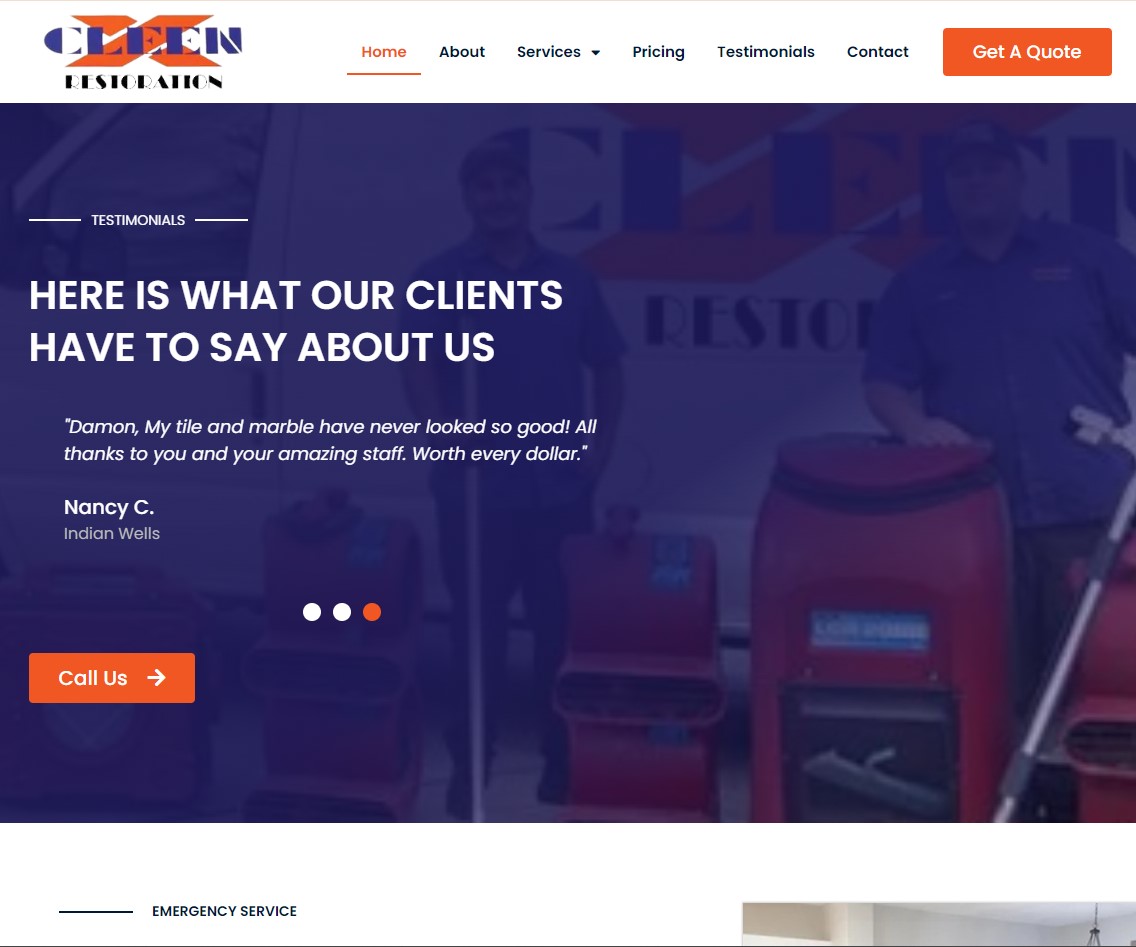 CLEEN
RESTORATION
Home
About
Services
Pricing
Testimonials
Contact
Get A Quote
TESTIMONIALS
HERE IS WHAT OUR CLIENTS
HAVE TO SAY ABOUT US
"Damon, My tile and marble have never looked so good! All
thanks to you and your amazing staff. Worth every dollar."
Nancy C.
Indian Wells
Call Us
EMERGENCY SERVICE